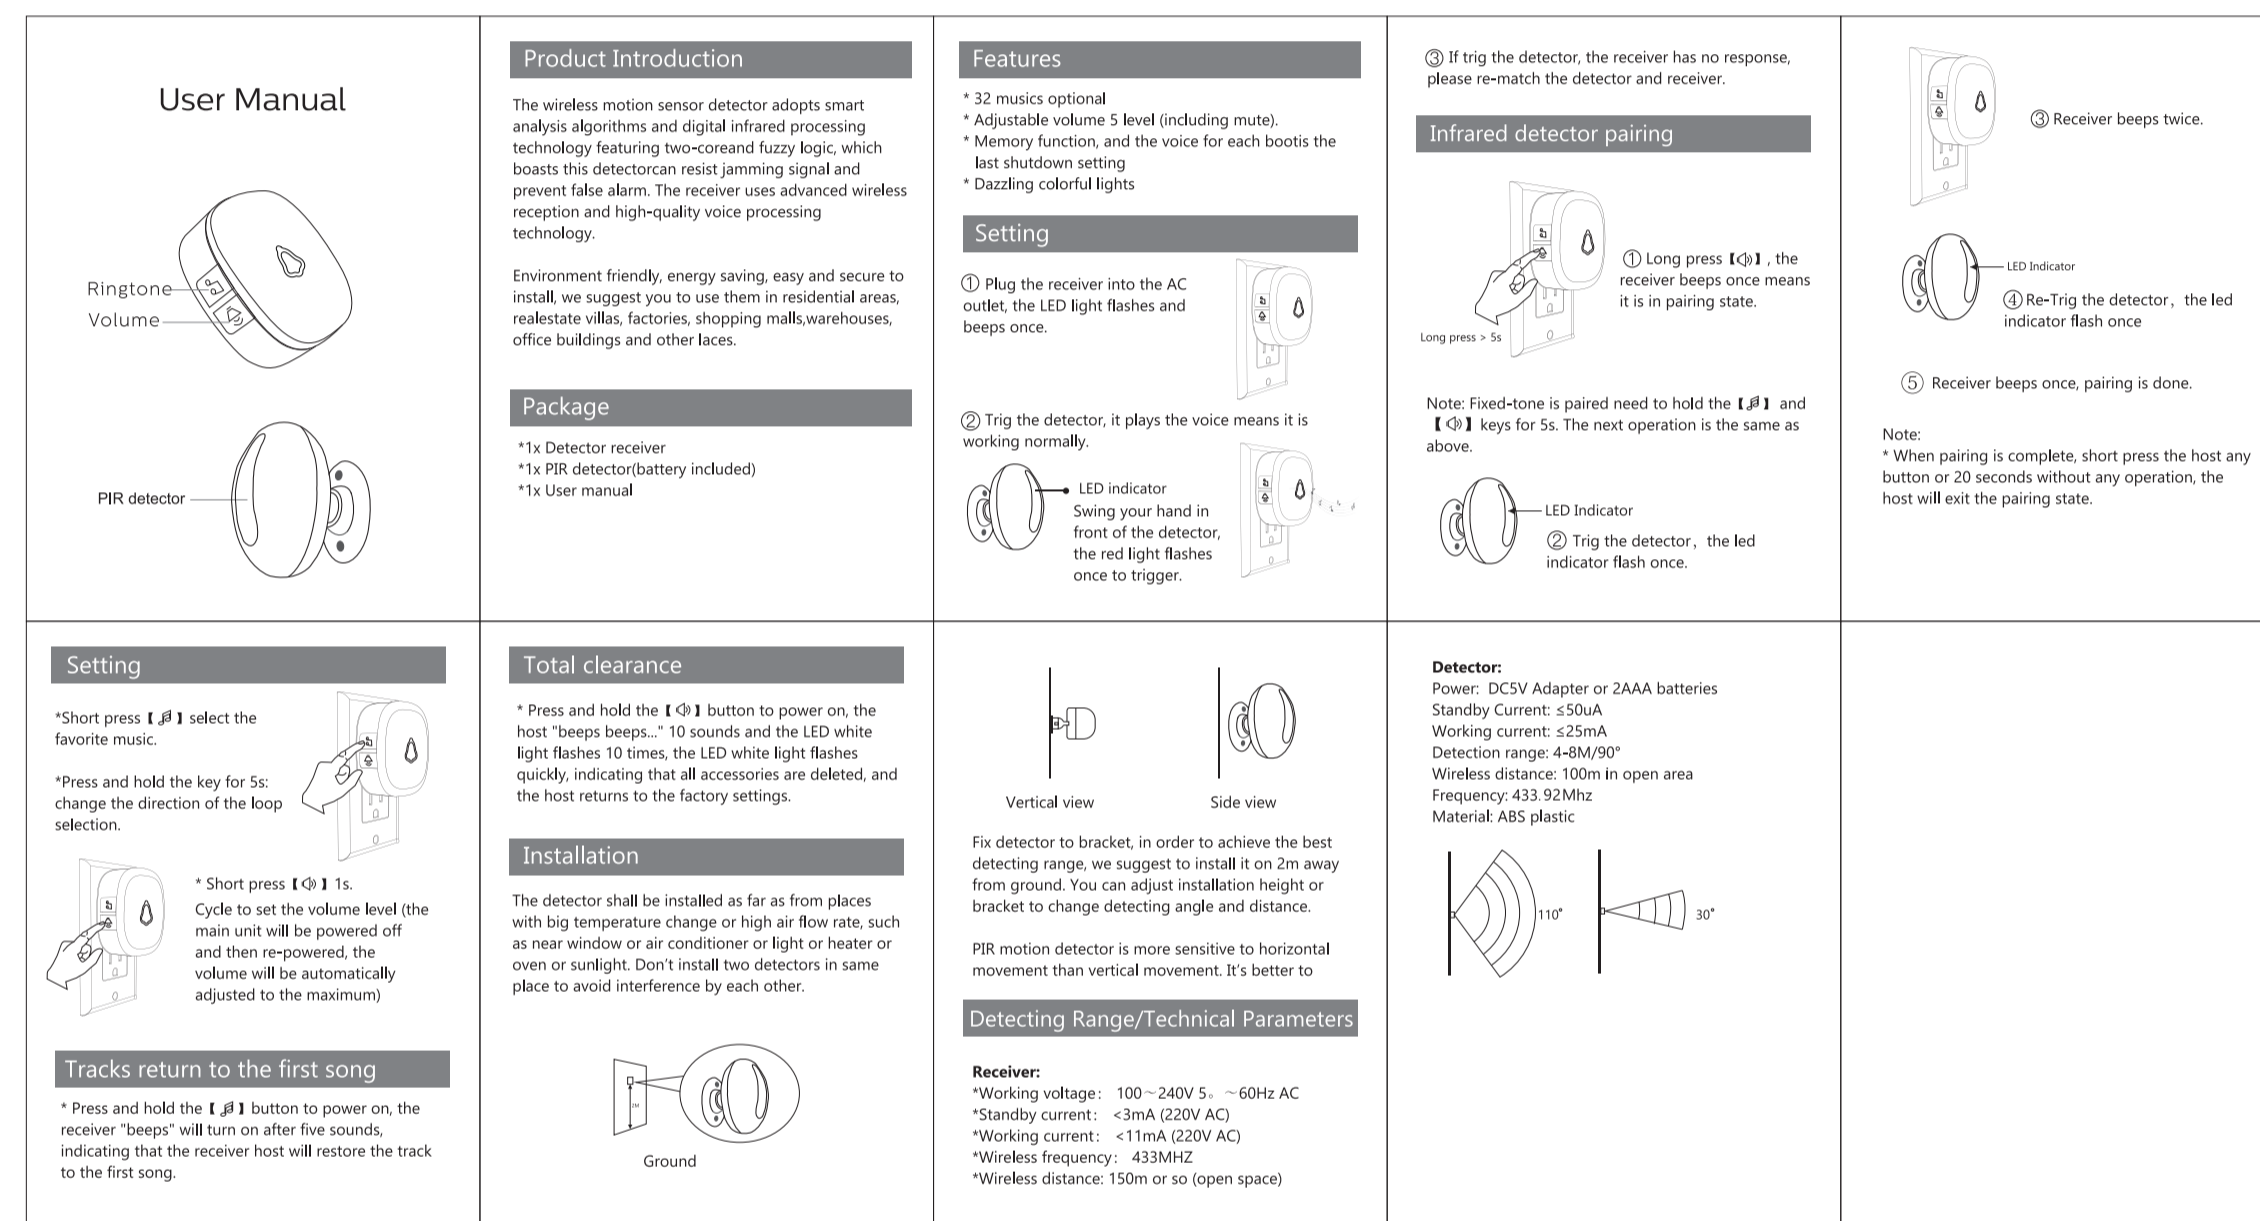 User Manual
Ringtone
Volume
PIR detector
Product Introduction
The wireless motion sensor detector adopts smart
analysis algorithms and digital infrared processing
technology featuring two-coreand fuzzy logic, which
boasts this detectorcan resist jamming signal and
prevent false alarm. The receiver uses advanced wireless
reception and high-quality voice processing
technology.
Environment friendly, energy saving, easy and secure to
install, we suggest you to use them in residential areas,
realestate villas, factories, shopping malls,warehouses,
office buildings and other laces.
Package
*1x Detector receiver
*1x PIR detector(battery included)
*1x User manual
Features
* 32 musics optional
* Adjustable volume 5 level (including mute).
* Memory function, and the voice for each bootis the
last shutdown setting
* Dazzling colorful lights
Setting
① Plug the receiver into the AC
outlet, the LED light flashes and
beeps once.
② Trig the detector, it plays the voice means it is
working normally.
LED indicator
Swing your hand in
front of the detector,
the red light flashes
once to trigger.
③ If trig the detector, the receiver has no response,
please re-match the detector and receiver.
Infrared detector pairing
① Long press 【🔊】 , the
receiver beeps once means
it is in pairing state.
Long press > 5s
Note: Fixed-tone is paired need to hold the 【🎵】 and
【🔊】 keys for 5s. The next operation is the same as
above.
LED Indicator
② Trig the detector，the led
indicator flash once.
③ Receiver beeps twice.
LED Indicator
④ Re-Trig the detector，the led
indicator flash once
⑤ Receiver beeps once, pairing is done.
Note:
* When pairing is complete, short press the host any
button or 20 seconds without any operation, the
host will exit the pairing state.
Setting
*Short press 【🎵】 select the
favorite music.
*Press and hold the key for 5s:
change the direction of the loop
selection.
* Short press 【🔊】 1s.
Cycle to set the volume level (the
main unit will be powered off
and then re-powered, the
volume will be automatically
adjusted to the maximum)
Tracks return to the first song
* Press and hold the 【🎵】 button to power on, the
receiver "beeps" will turn on after five sounds,
indicating that the receiver host will restore the track
to the first song.
Total clearance
* Press and hold the 【🔊】 button to power on, the
host "beeps beeps..." 10 sounds and the LED white
light flashes 10 times, the LED white light flashes
quickly, indicating that all accessories are deleted, and
the host returns to the factory settings.
Installation
The detector shall be installed as far as from places
with big temperature change or high air flow rate, such
as near window or air conditioner or light or heater or
oven or sunlight. Don't install two detectors in same
place to avoid interference by each other.
2M
Ground
Vertical view
Side view
Fix detector to bracket, in order to achieve the best
detecting range, we suggest to install it on 2m away
from ground. You can adjust installation height or
bracket to change detecting angle and distance.
PIR motion detector is more sensitive to horizontal
movement than vertical movement. It's better to
Detecting Range/Technical Parameters
Receiver:
*Working voltage： 100～240V 5。～60Hz AC
*Standby current： <3mA (220V AC)
*Working current： <11mA (220V AC)
*Wireless frequency： 433MHZ
*Wireless distance: 150m or so (open space)
Detector:
Power: DC5V Adapter or 2AAA batteries
Standby Current: ≤50uA
Working current: ≤25mA
Detection range: 4-8M/90°
Wireless distance: 100m in open area
Frequency: 433.92Mhz
Material: ABS plastic
110°
30°